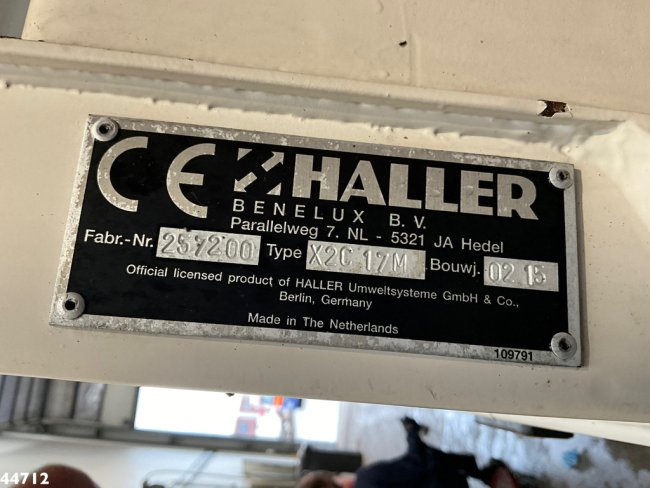 CE HALLER
BENELUX B.V.
Parallelweg 7. NL - 5321 JA Hedel
Fabr.-Nr. 257200 Type X2C 17M Bouwj. 02.15
Official licensed product of HALLER Umweltsysteme GmbH & Co.,
Berlin, Germany
Made in The Netherlands
109791
44712